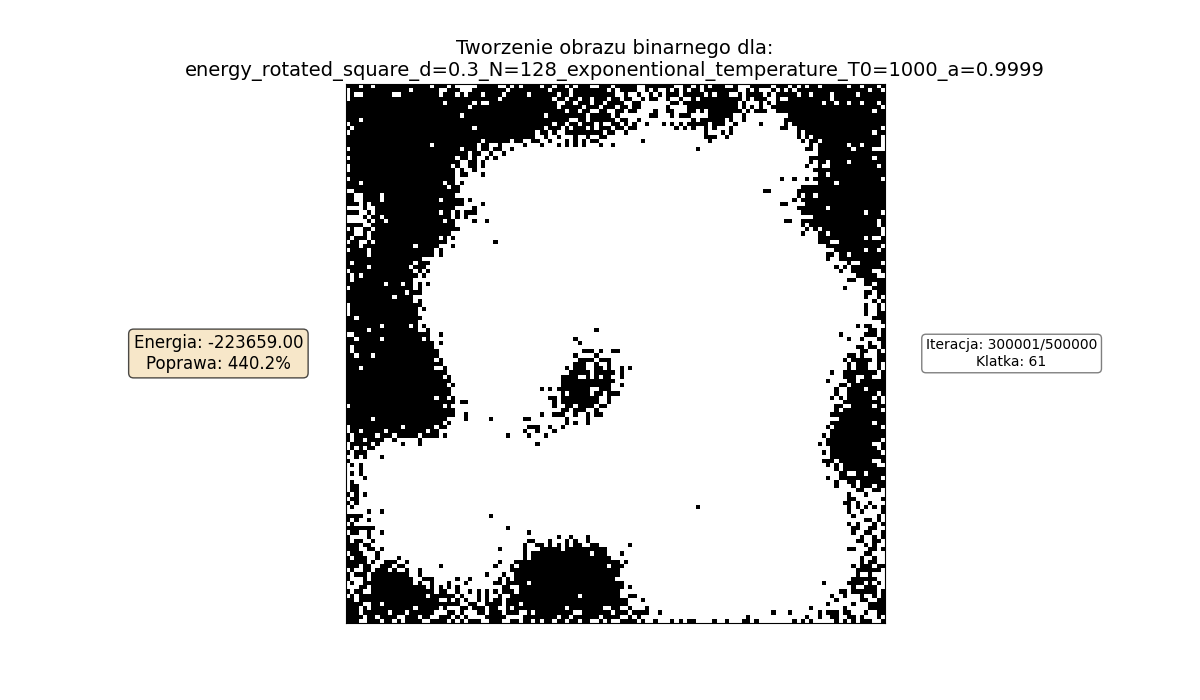 Tworzenie obrazu binarnego dla:
energy_rotated_square_d=0.3_N=128_exponentional_temperature_T0=1000_a=0.9999
Energia: -223659.00
Poprawa: 440.2%
Iteracja: 300001/500000
Klatka: 61